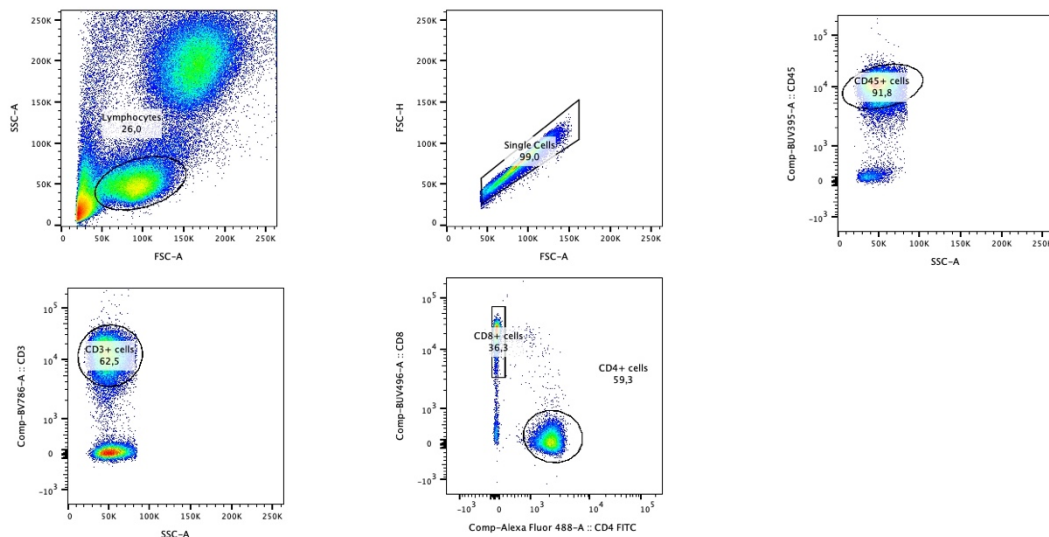 250K
200K
150K
100K
50K
0
SSC-A
Lymphocytes
26,0
0 50K 100K 150K 200K 250K
FSC-A
250K
200K
150K
100K
50K
0
FSC-H
Single Cells
99,0
0 50K 100K 150K 200K 250K
FSC-A
10^5
10^4
10^3
0
-10^3
Comp-BUV395-A :: CD45
CD45+ cells
91,8
0 50K 100K 150K 200K 250K
SSC-A
10^5
10^4
10^3
0
-10^3
Comp-BV786-A :: CD3
CD3+ cells
62,5
0 50K 100K 150K 200K 250K
SSC-A
10^5
10^4
10^3
0
-10^3
Comp-BUV496-A :: CD8
CD8+ cells
36,3
CD4+ cells
59,3
-10^3 0 10^3 10^4 10^5
Comp-Alexa Fluor 488-A :: CD4 FITC